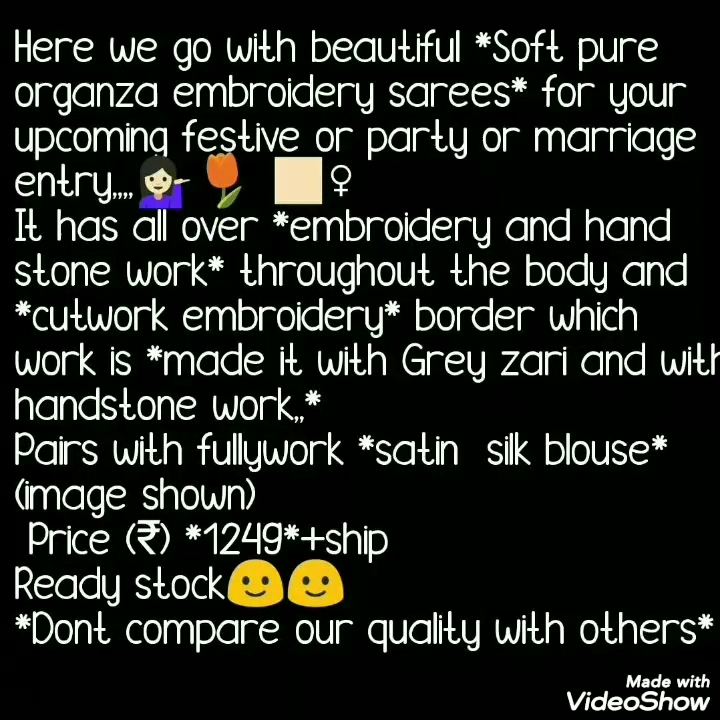 Here we go with beautiful *Soft pure
organza embroidery sarees* for your
upcoming festive or party or marriage
entry,,,,💁🏻🌷 🏻♀
It has all over *embroidery and hand
stone work* throughout the body and
*cutwork embroidery* border which
work is *made it with Grey zari and with
handstone work,,*
Pairs with fullywork *satin  silk blouse*
(image shown)
Price (₹) *1249*+ship
Ready stock🙂🙂
*Dont compare our quality with others*
Made with
VideoShow